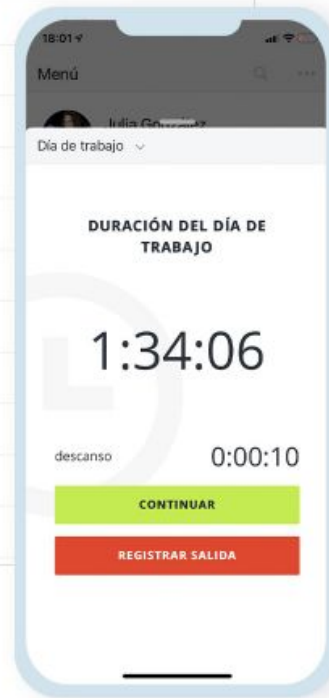 18:01
Menú
Julia González
Día de trabajo
DURACIÓN DEL DÍA DE
TRABAJO
1:34:06
descanso 0:00:10
CONTINUAR
REGISTRAR SALIDA